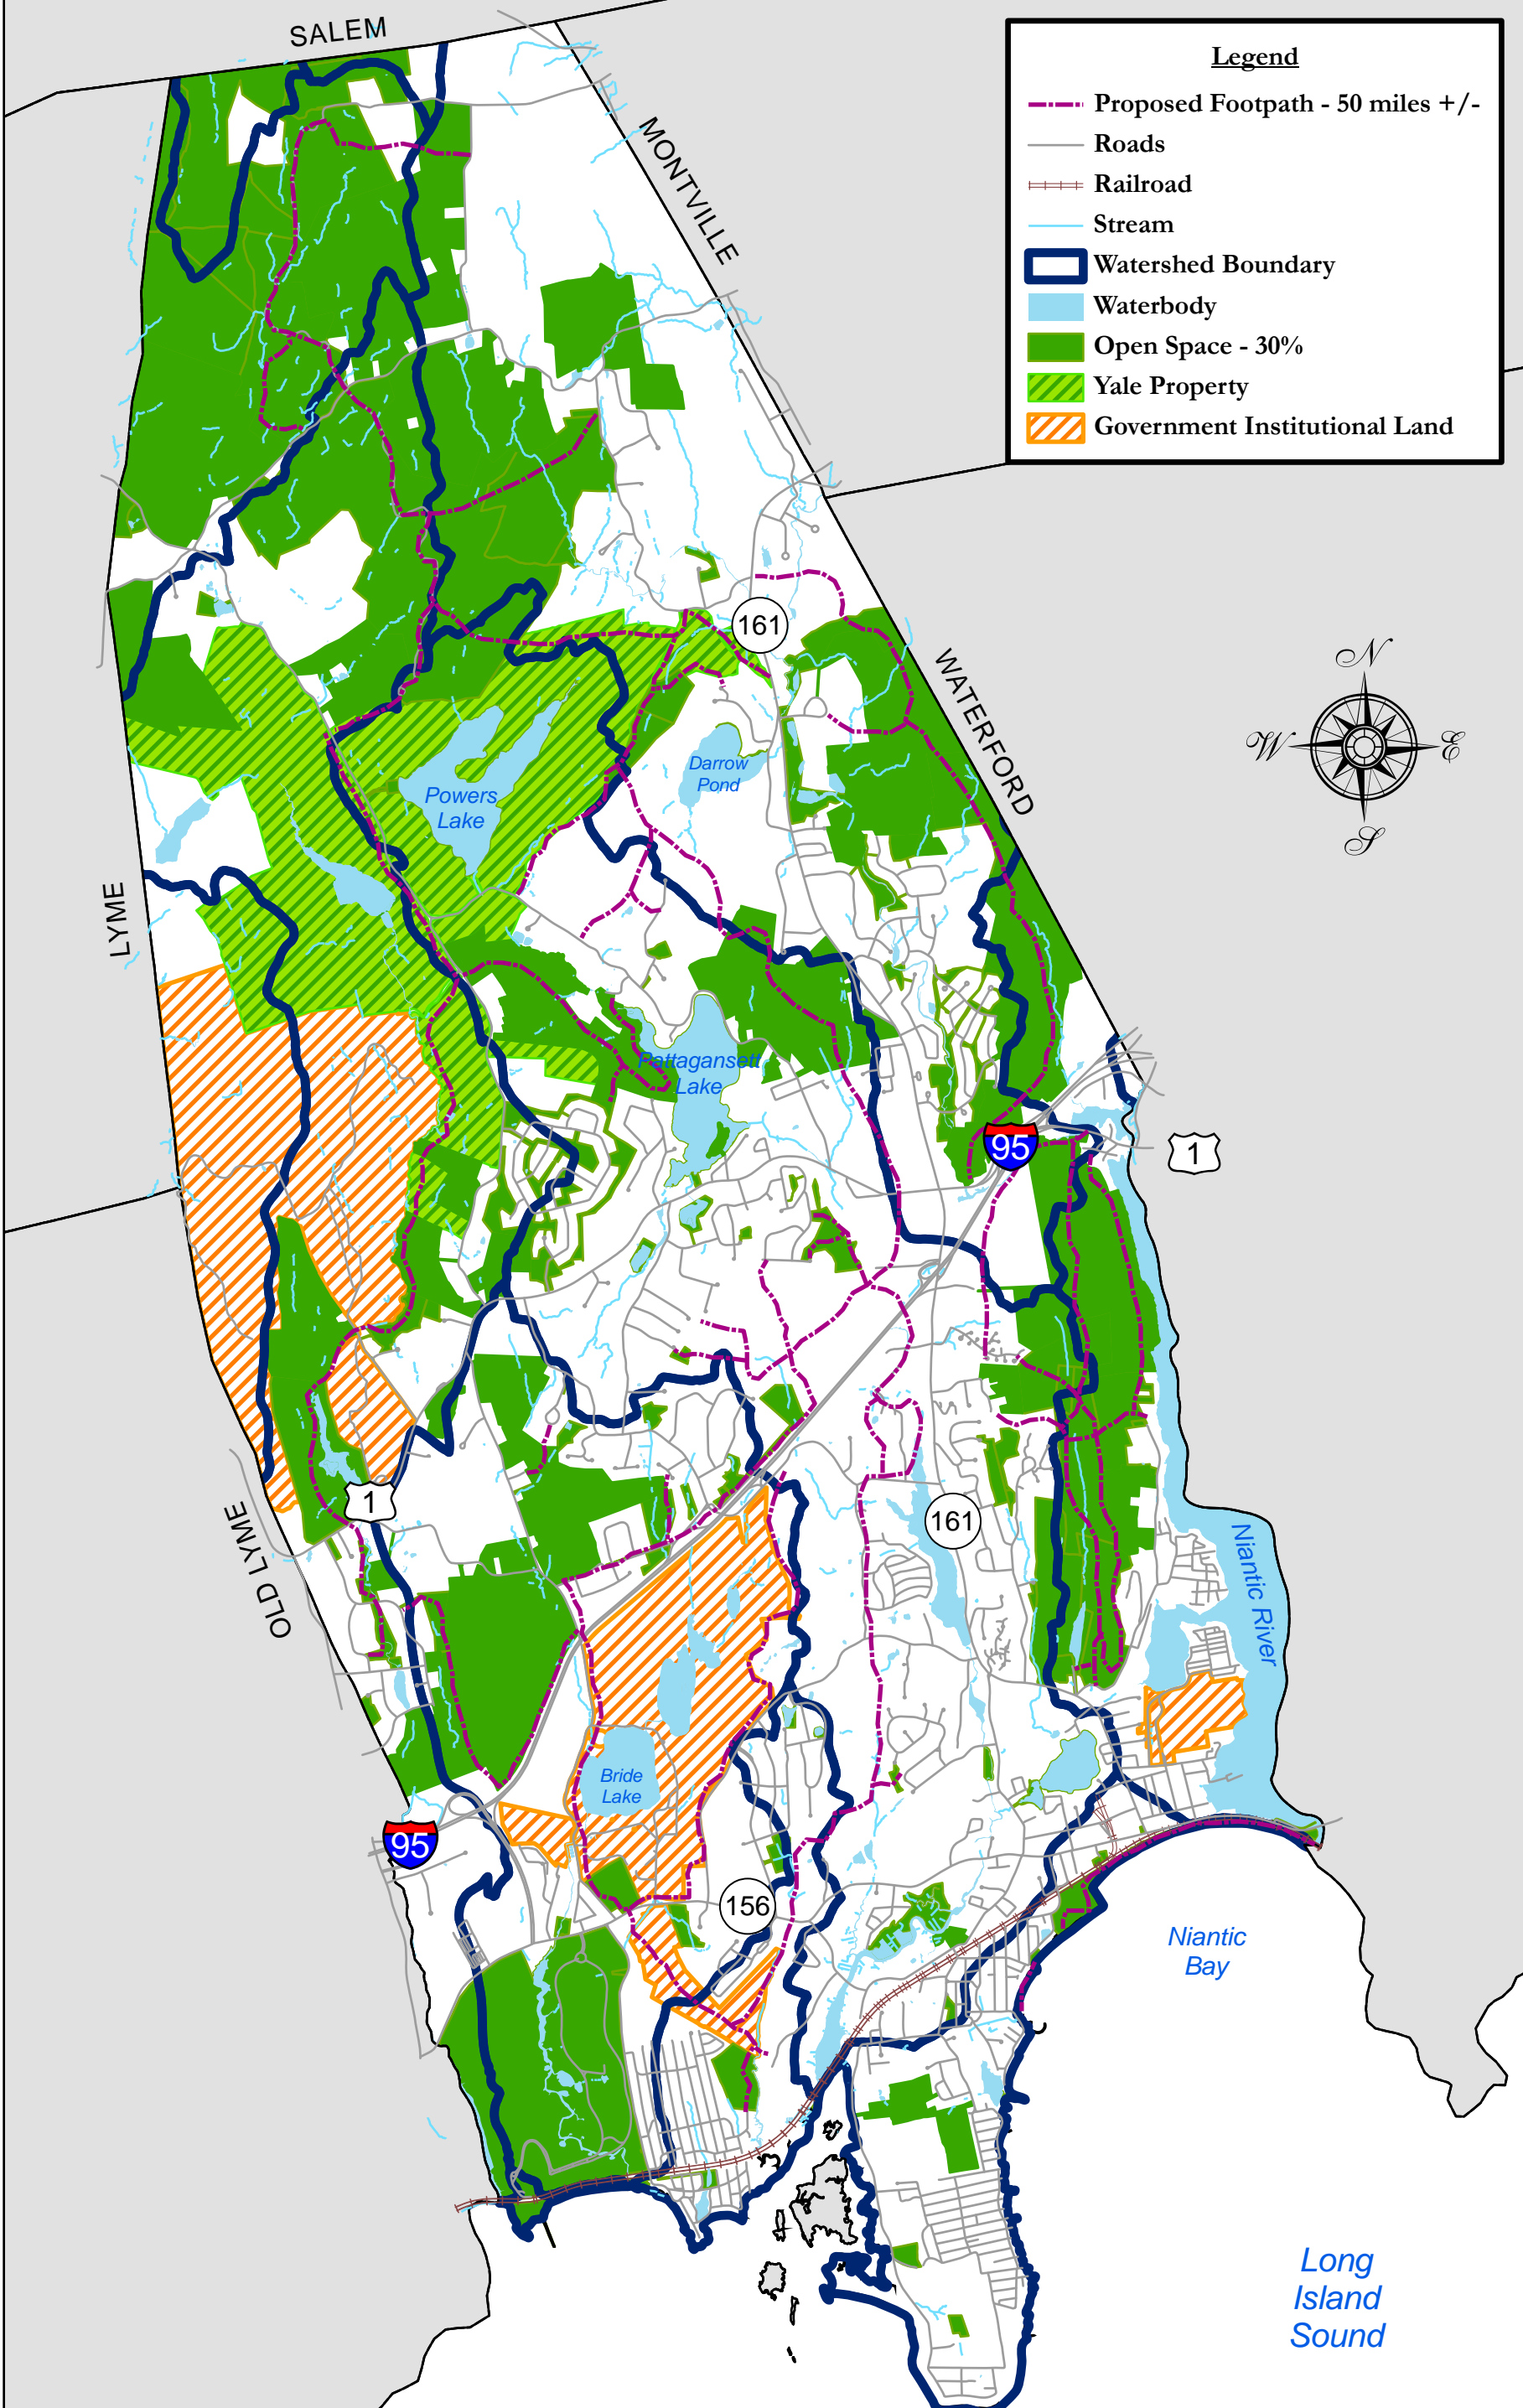 SALEM
Legend
Proposed Footpath - 50 miles +/-
Roads
Railroad
Stream
Watershed Boundary
Waterbody
Open Space - 30%
Yale Property
Government Institutional Land
MONTVILLE
161
N
W
E
S
WATERFORD
Darrow
Pond
Powers
Lake
LYME
Pattagansett
Lake
95
1
1
161
OLD LYME
Niantic River
Bride
Lake
95
156
Niantic
Bay
Long
Island
Sound